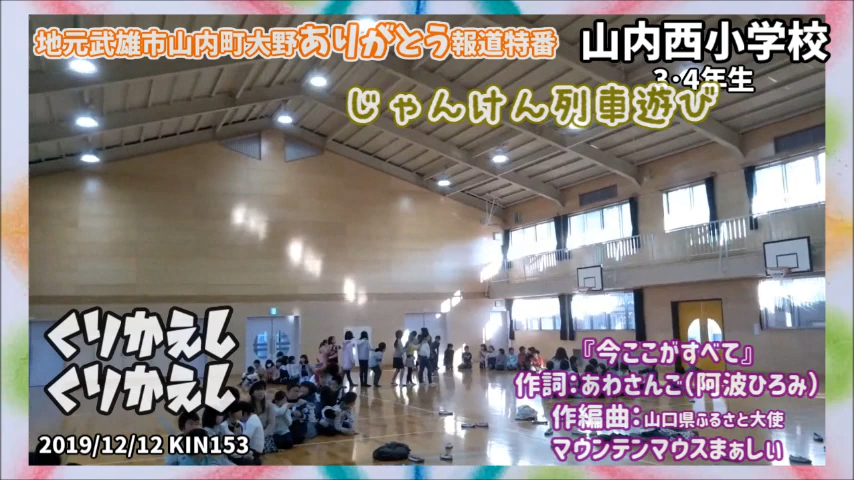 地元武雄市山内町大野ありがとう報道特番
山内西小学校
3・4年生
じゃんけん列車遊び
くりかえし
くりかえし
2019/12/12 KIN153
『今ここがすべて』
作詞：あわさんご（阿波ひろみ）
作編曲：山口県ふるさと大使
マウンテンマウスまぁしぃ